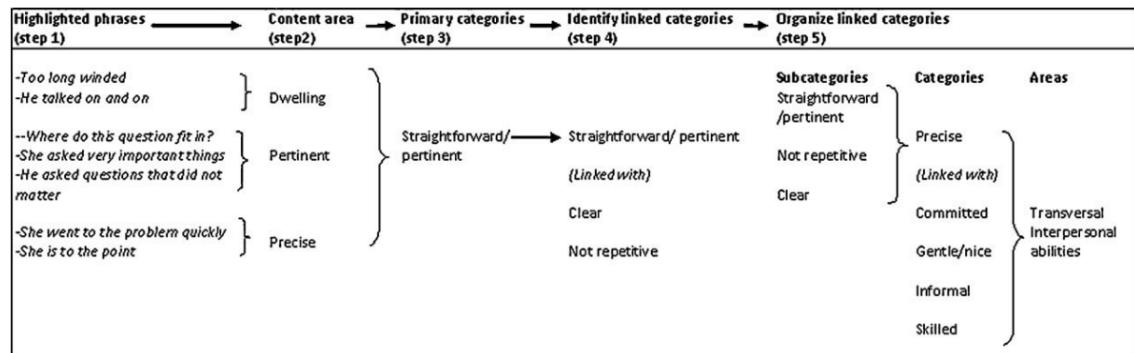 Highlighted phrases
(step 1)
Content area
(step2)
Primary categories
(step 3)
Identify linked categories
(step 4)
Organize linked categories
(step 5)
-Too long winded
-He talked on and on
Dwelling
--Where do this question fit in?
-She asked very important things
-He asked questions that did not
matter
Pertinent
-She went to the problem quickly
-She is to the point
Precise
Straightforward/
pertinent
Straightforward/ pertinent
(Linked with)
Clear
Not repetitive
Subcategories
Straightforward
/pertinent
Not repetitive
Clear
Categories
Precise
(Linked with)
Committed
Gentle/nice
Informal
Skilled
Areas
Transversal
Interpersonal
abilities